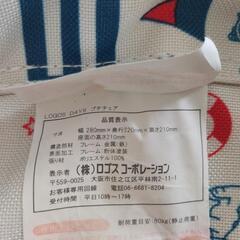 LOGOS デイリー プチチェア
品質表示
サイズ 幅280mm×奥行220mm×高さ210mm
座面の高さ210mm
構造部材 フレーム 金属(鉄)
表面加工 フレーム 粉体塗装
張り材 ポリエステル100%
表示者 (株)ロゴスコーポレーション
〒559-0025 大阪市住之江区平林南2-11-1
お客様 TEL 06-6681-8204
受付時間 平日10時〜17時
耐荷重目安 80kg(静止荷重)